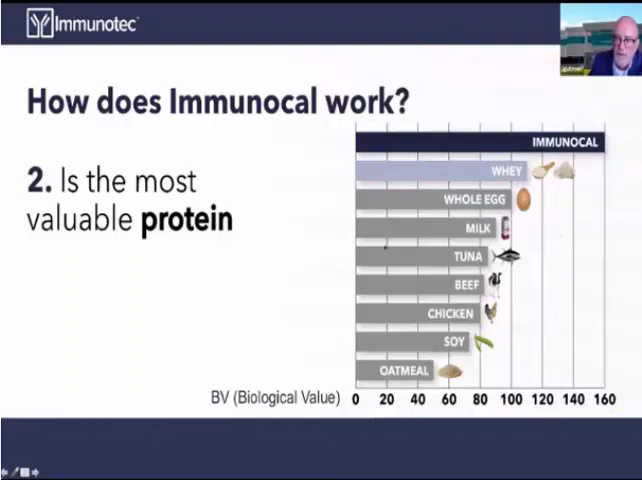 Immunotec
How does Immunocal work?
2. Is the most
valuable protein
IMMUNOCAL
WHEY
WHOLE EGG
MILK
TUNA
BEEF
CHICKEN
SOY
OATMEAL
BV (Biological Value) 0 20 40 60 80 100 120 140 160